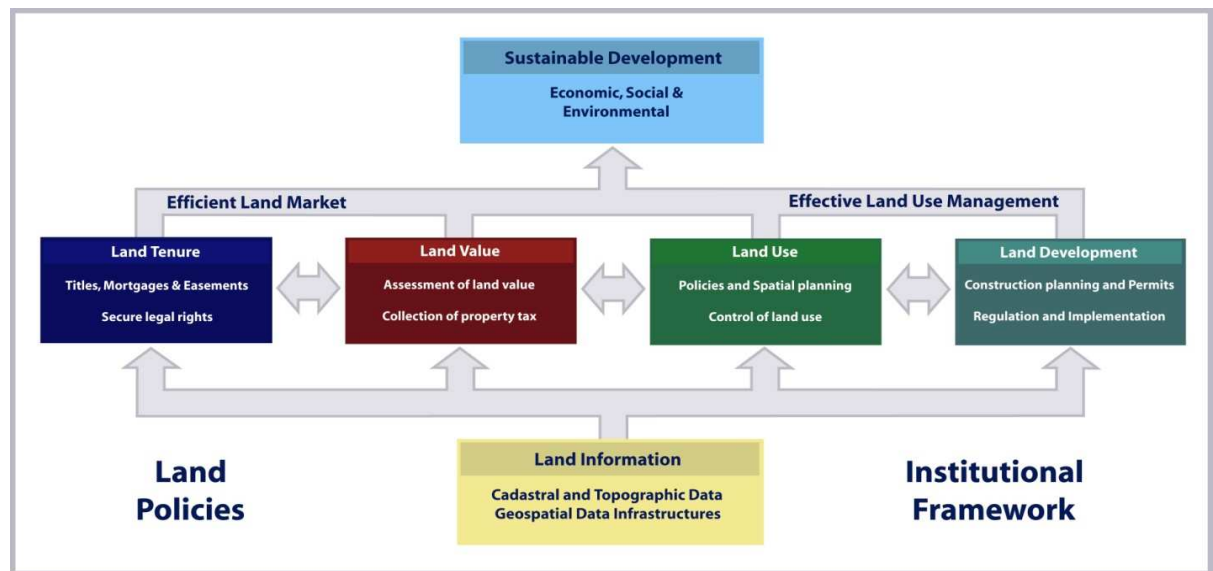 Sustainable Development
Economic, Social &
Environmental
Efficient Land Market
Effective Land Use Management
Land Tenure
Titles, Mortgages & Easements
Secure legal rights
Land Value
Assessment of land value
Collection of property tax
Land Use
Policies and Spatial planning
Control of land use
Land Development
Construction planning and Permits
Regulation and Implementation
Land
Policies
Land Information
Cadastral and Topographic Data
Geospatial Data Infrastructures
Institutional
Framework